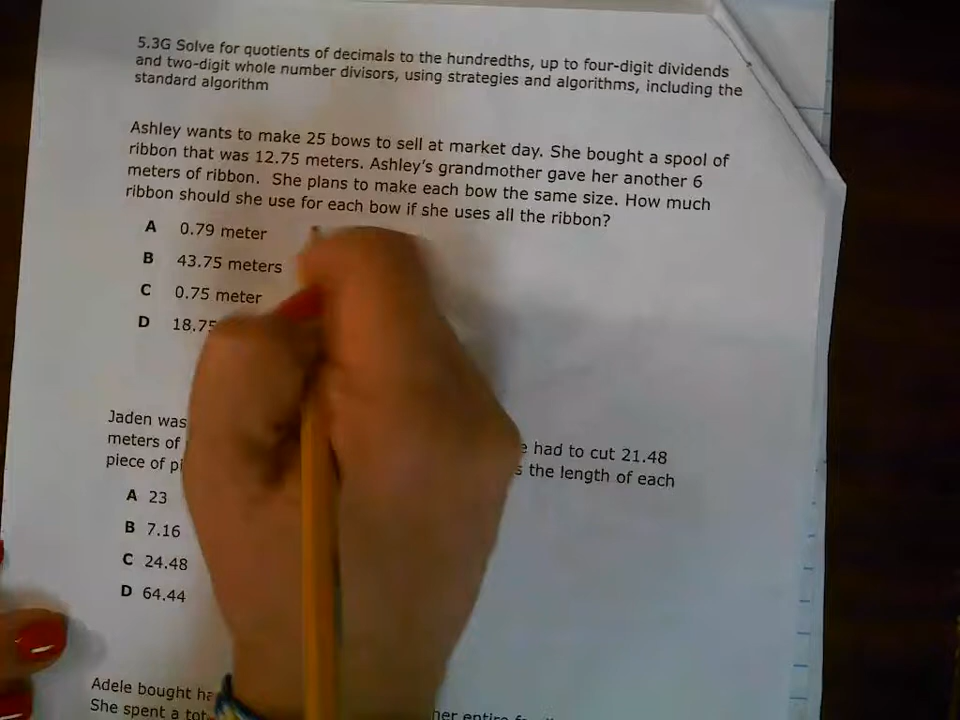 5.3G Solve for quotients of decimals to the hundredths, up to four-digit dividends
and two-digit whole number divisors, using strategies and algorithms, including the
standard algorithm
Ashley wants to make 25 bows to sell at market day. She bought a spool of
ribbon that was 12.75 meters. Ashley's grandmother gave her another 6
meters of ribbon. She plans to make each bow the same size. How much
ribbon should she use for each bow if she uses all the ribbon?
A 0.79 meter
B 43.75 meters
C 0.75 meter
D 18.75
Jaden was had to cut 21.48
meters of the length of each
piece of
A 23
B 7.16
C 24.48
D 64.44
Adele bought
She spent a her entire